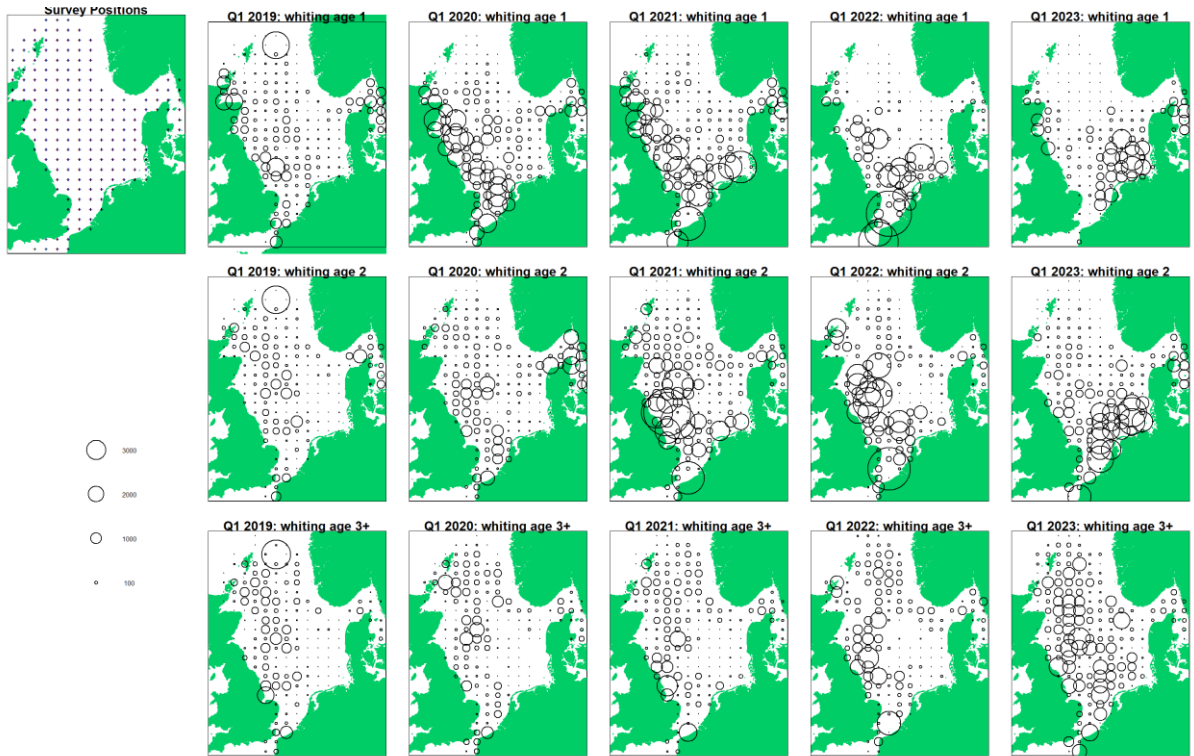 Survey Positions
Q1 2019: whiting age 1
Q1 2020: whiting age 1
Q1 2021: whiting age 1
Q1 2022: whiting age 1
Q1 2023: whiting age 1
Q1 2019: whiting age 2
Q1 2020: whiting age 2
Q1 2021: whiting age 2
Q1 2022: whiting age 2
Q1 2023: whiting age 2
3000
2000
1000
100
Q1 2019: whiting age 3+
Q1 2020: whiting age 3+
Q1 2021: whiting age 3+
Q1 2022: whiting age 3+
Q1 2023: whiting age 3+